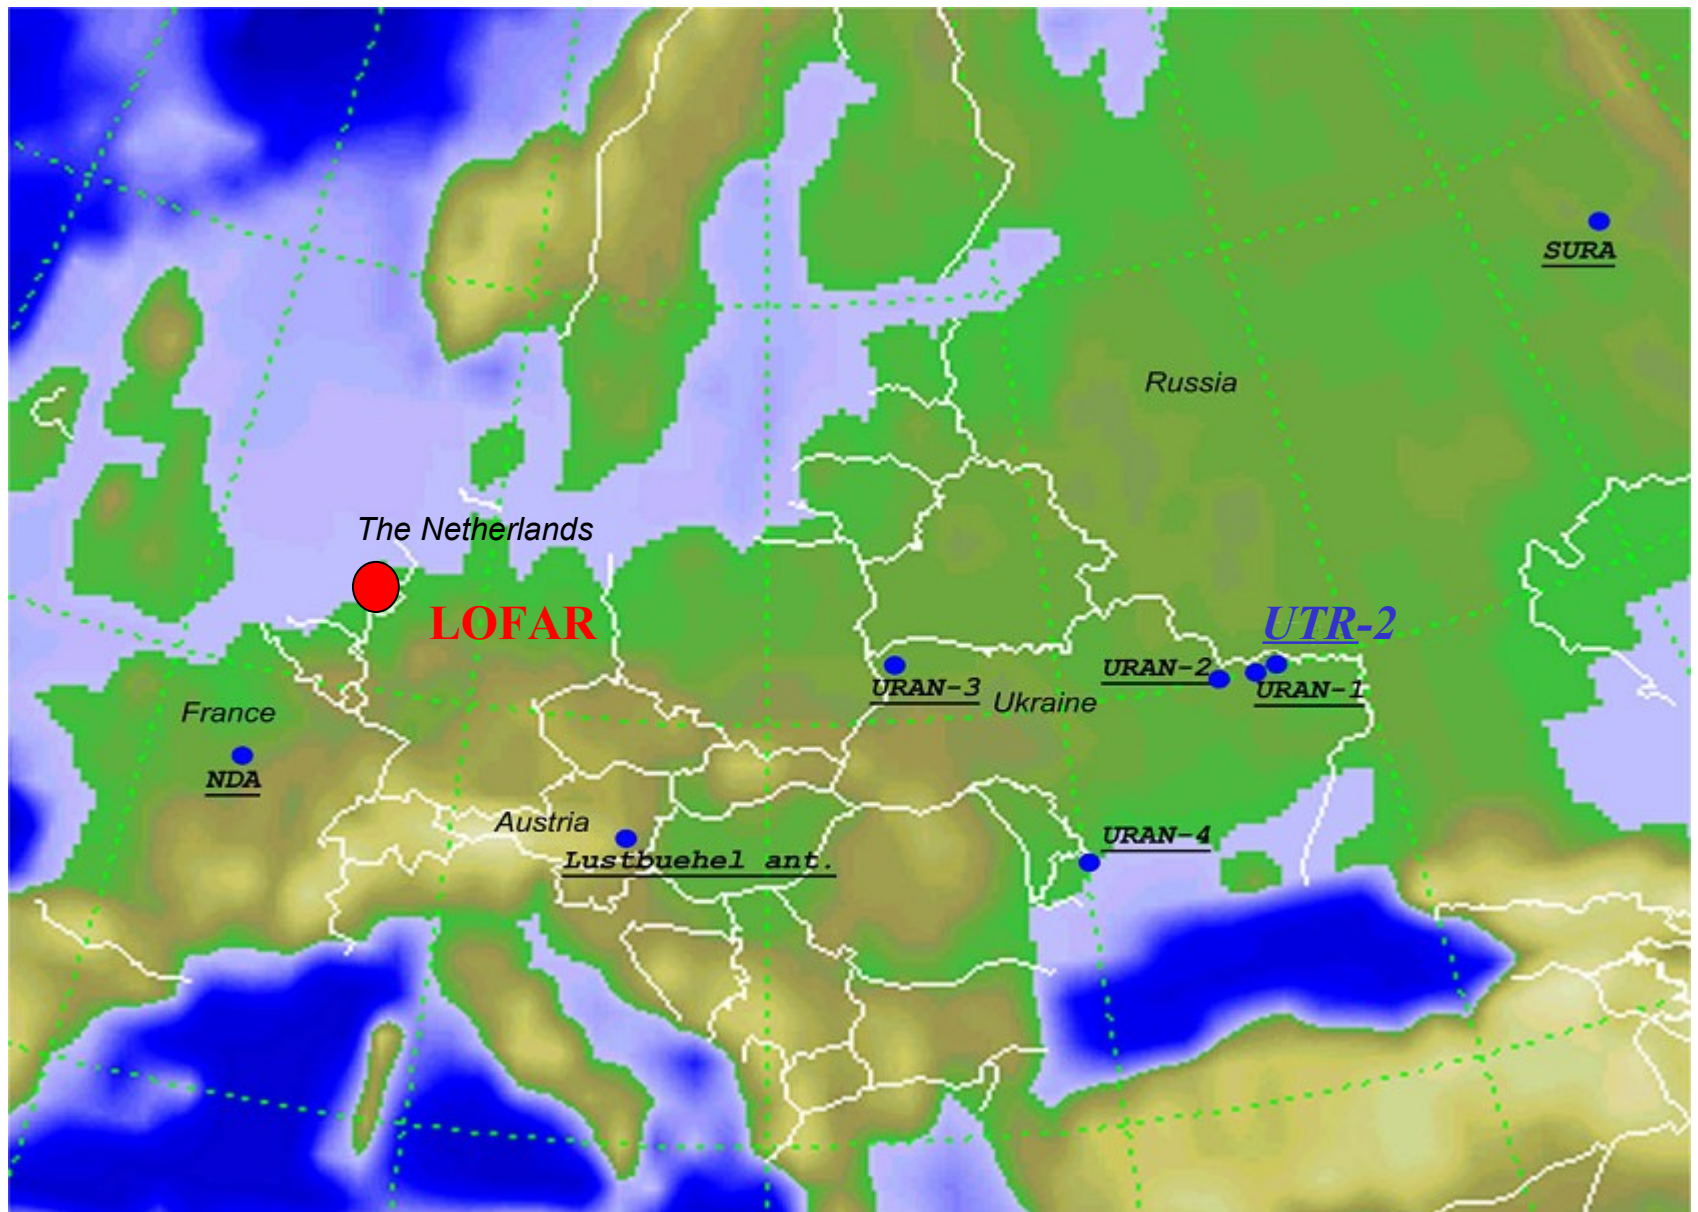 SURA
Russia
The Netherlands
LOFAR
UTR-2
URAN-3
URAN-2
URAN-1
Ukraine
France
NDA
Austria
URAN-4
Lustbuehel ant.